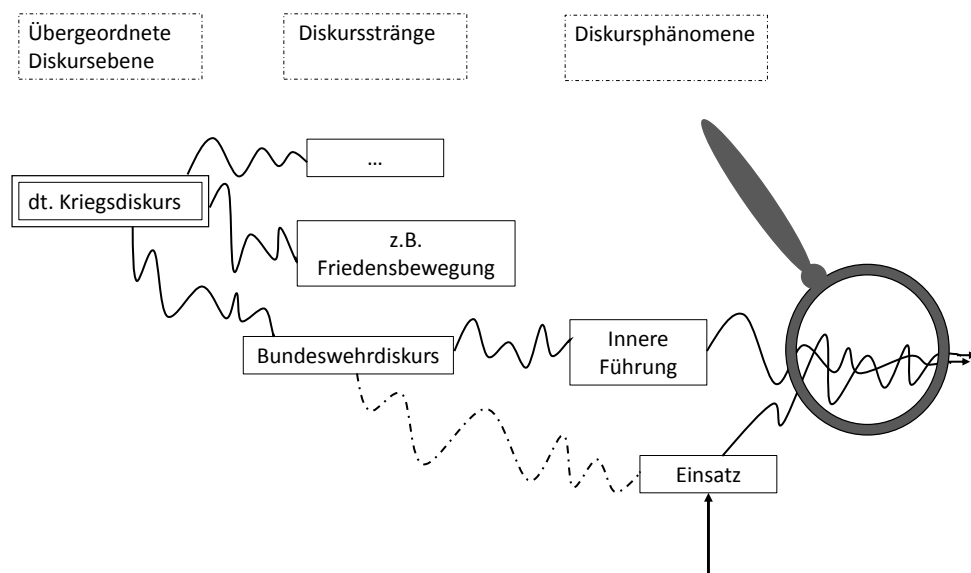 Übergeordnete
Diskursebene
Diskursstränge
Diskursphänomene
...
dt. Kriegsdiskurs
z.B.
Friedensbewegung
Bundeswehrdiskurs
Innere
Führung
Einsatz